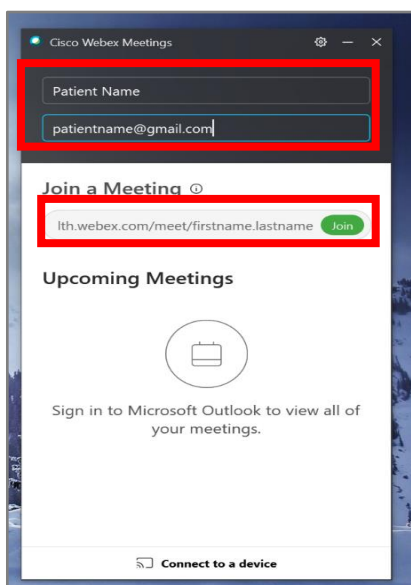 Cisco Webex Meetings
Patient Name
patientname@gmail.com
Join a Meeting
lth.webex.com/meet/firstname.lastname Join
Upcoming Meetings
Sign in to Microsoft Outlook to view all of
your meetings.
Connect to a device